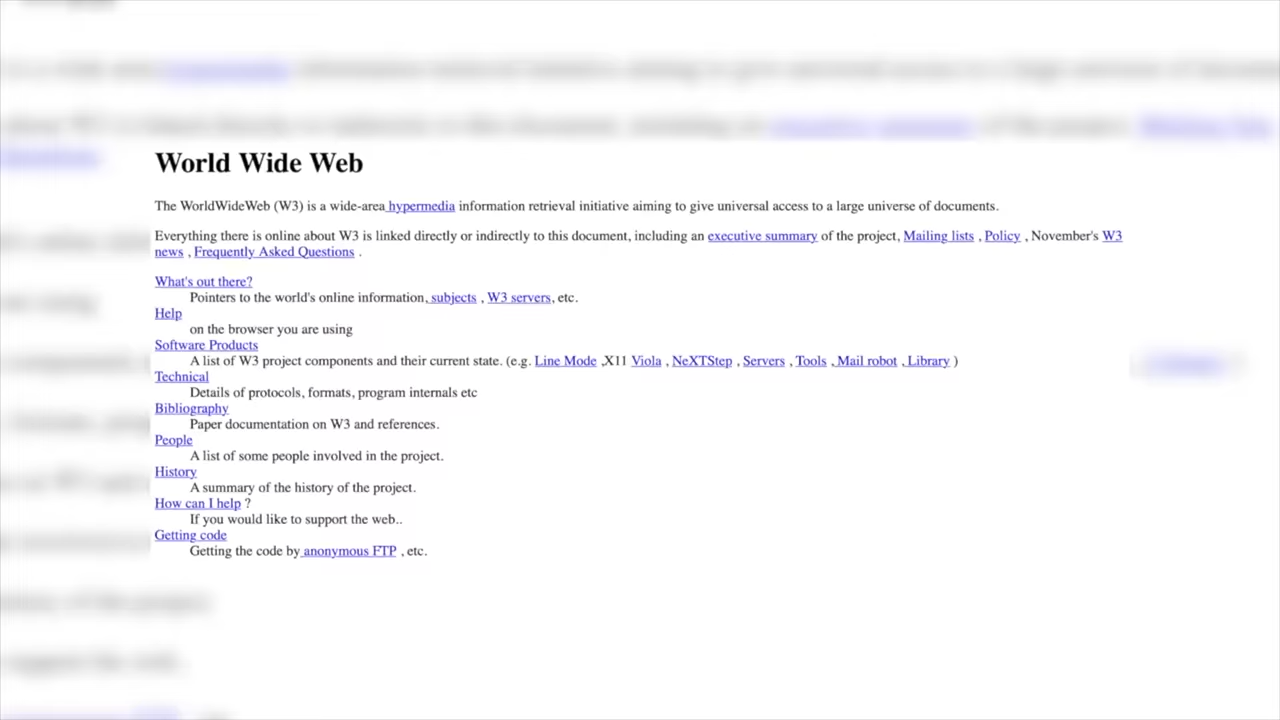 World Wide Web
The WorldWideWeb (W3) is a wide-area hypermedia information retrieval initiative aiming to give universal access to a large universe of documents.
Everything there is online about W3 is linked directly or indirectly to this document, including an executive summary of the project, Mailing lists , Policy , November's W3
news , Frequently Asked Questions .
What's out there?
Pointers to the world's online information, subjects , W3 servers, etc.
Help
on the browser you are using
Software Products
A list of W3 project components and their current state. (e.g. Line Mode ,X11 Viola , NeXTStep , Servers , Tools , Mail robot , Library )
Technical
Details of protocols, formats, program internals etc
Bibliography
Paper documentation on W3 and references.
People
A list of some people involved in the project.
History
A summary of the history of the project.
How can I help ?
If you would like to support the web..
Getting code
Getting the code by anonymous FTP , etc.